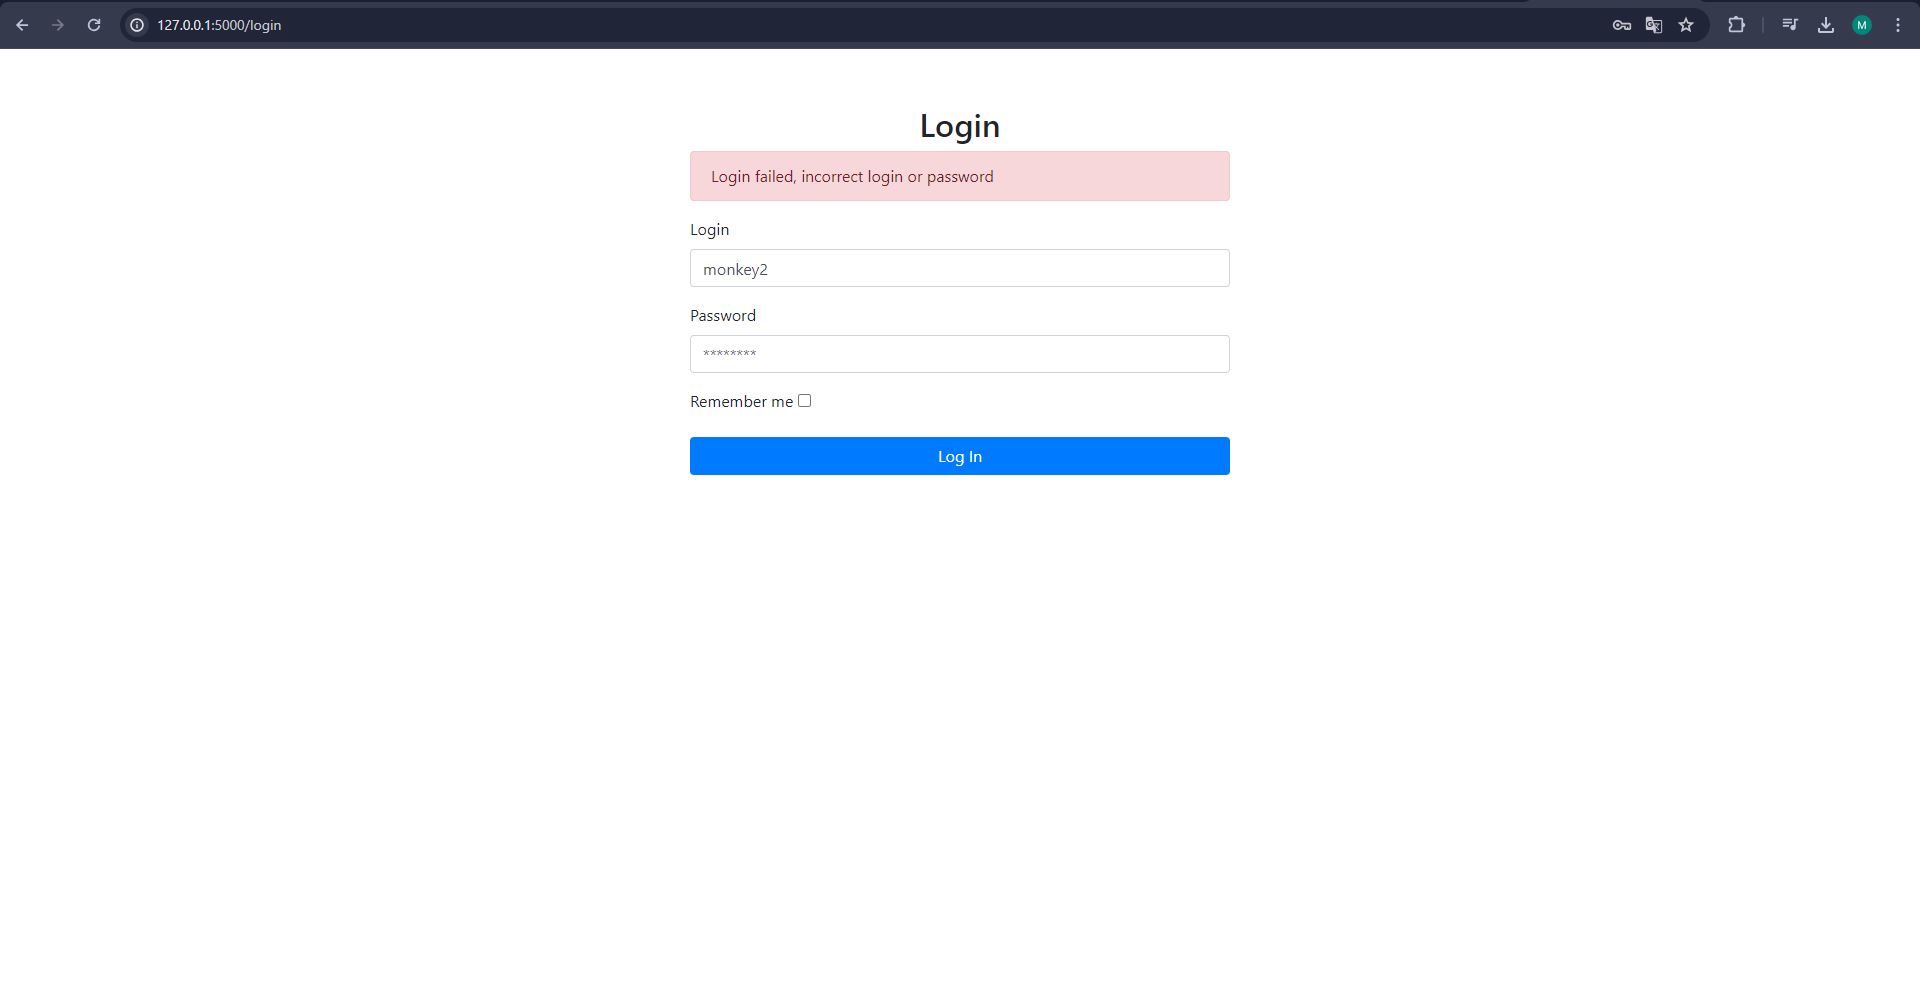 127.0.0.1:5000/login
M
Login
Login failed, incorrect login or password
Login
monkey2
Password
********
Remember me
Log In